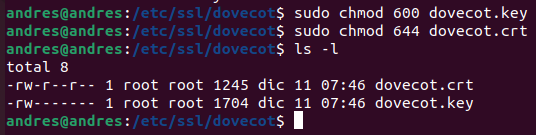 andres@andres:/etc/ssl/dovecot$ sudo chmod 600 dovecot.key
andres@andres:/etc/ssl/dovecot$ sudo chmod 644 dovecot.crt
andres@andres:/etc/ssl/dovecot$ ls -l
total 8
-rw-r--r-- 1 root root 1245 dic 11 07:46 dovecot.crt
-rw------- 1 root root 1704 dic 11 07:46 dovecot.key
andres@andres:/etc/ssl/dovecot$